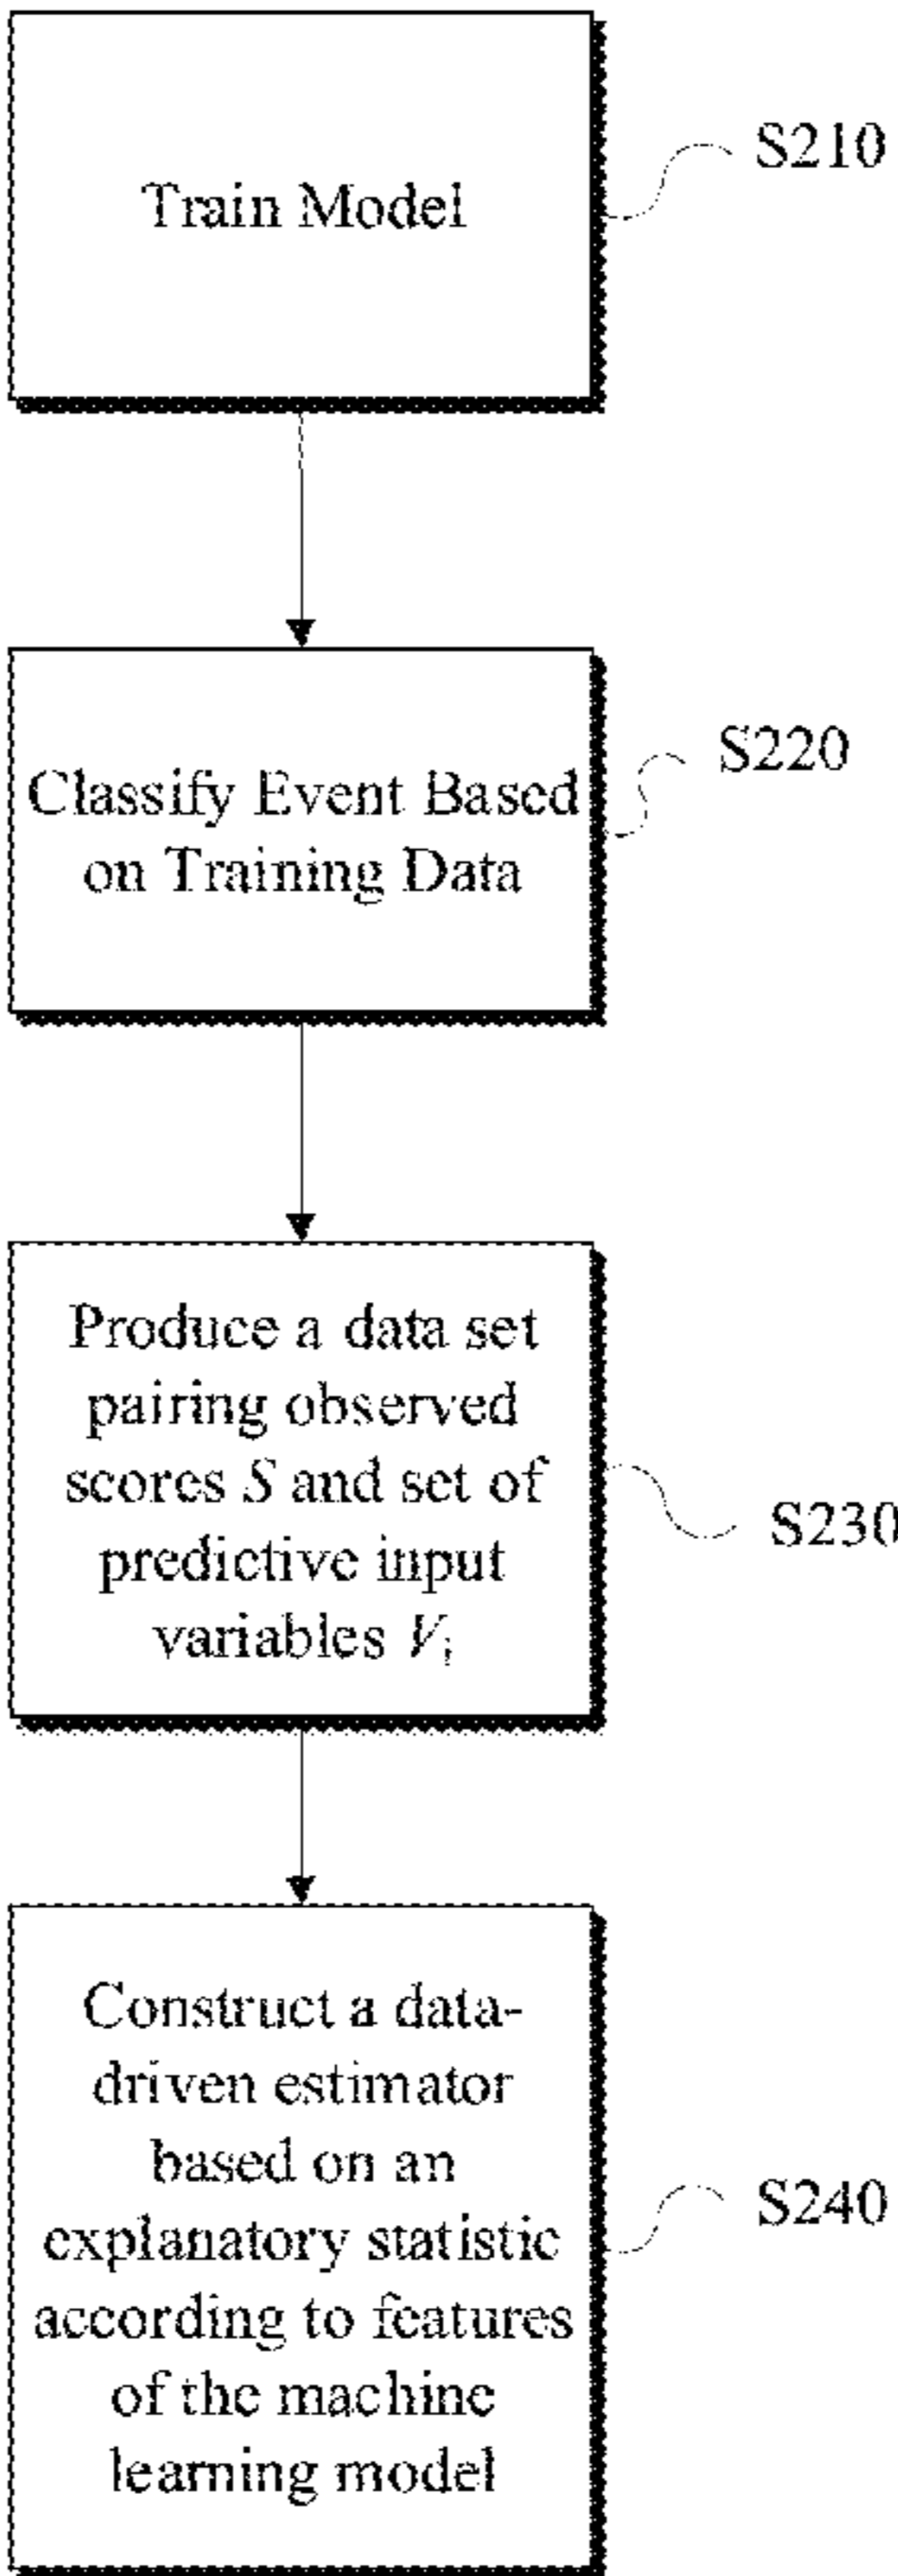 Train Model
S210
Classify Event Based
on Training Data
S220
Produce a data set
pairing observed
scores S and set of
predictive input
variables Vi
S230
Construct a data-
driven estimator
based on an
explanatory statistic
according to features
of the machine
learning model
S240